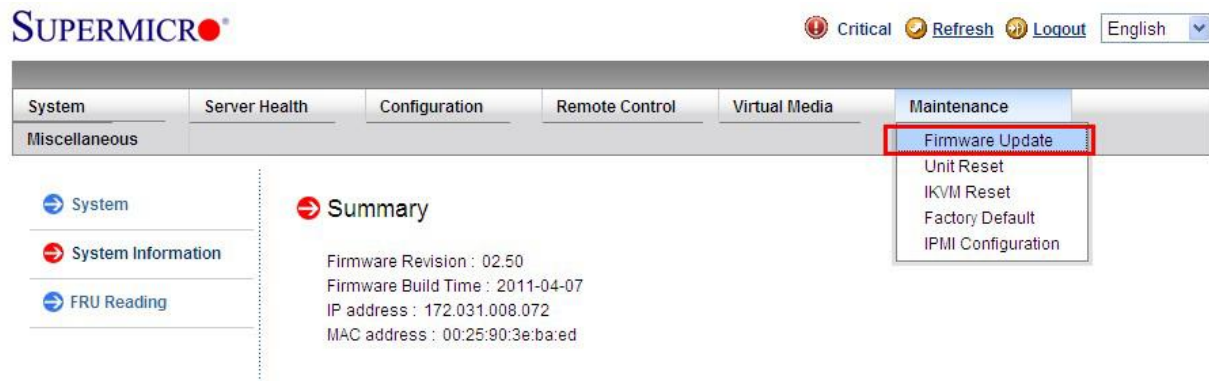 SUPERMICRO
Critical Refresh Logout English
System Server Health Configuration Remote Control Virtual Media Maintenance
Miscellaneous
Firmware Update
Unit Reset
IKVM Reset
Factory Default
IPMI Configuration
System
System Information
FRU Reading
Summary
Firmware Revision : 02.50
Firmware Build Time : 2011-04-07
IP address : 172.031.008.072
MAC address : 00:25:90:3e:ba:ed